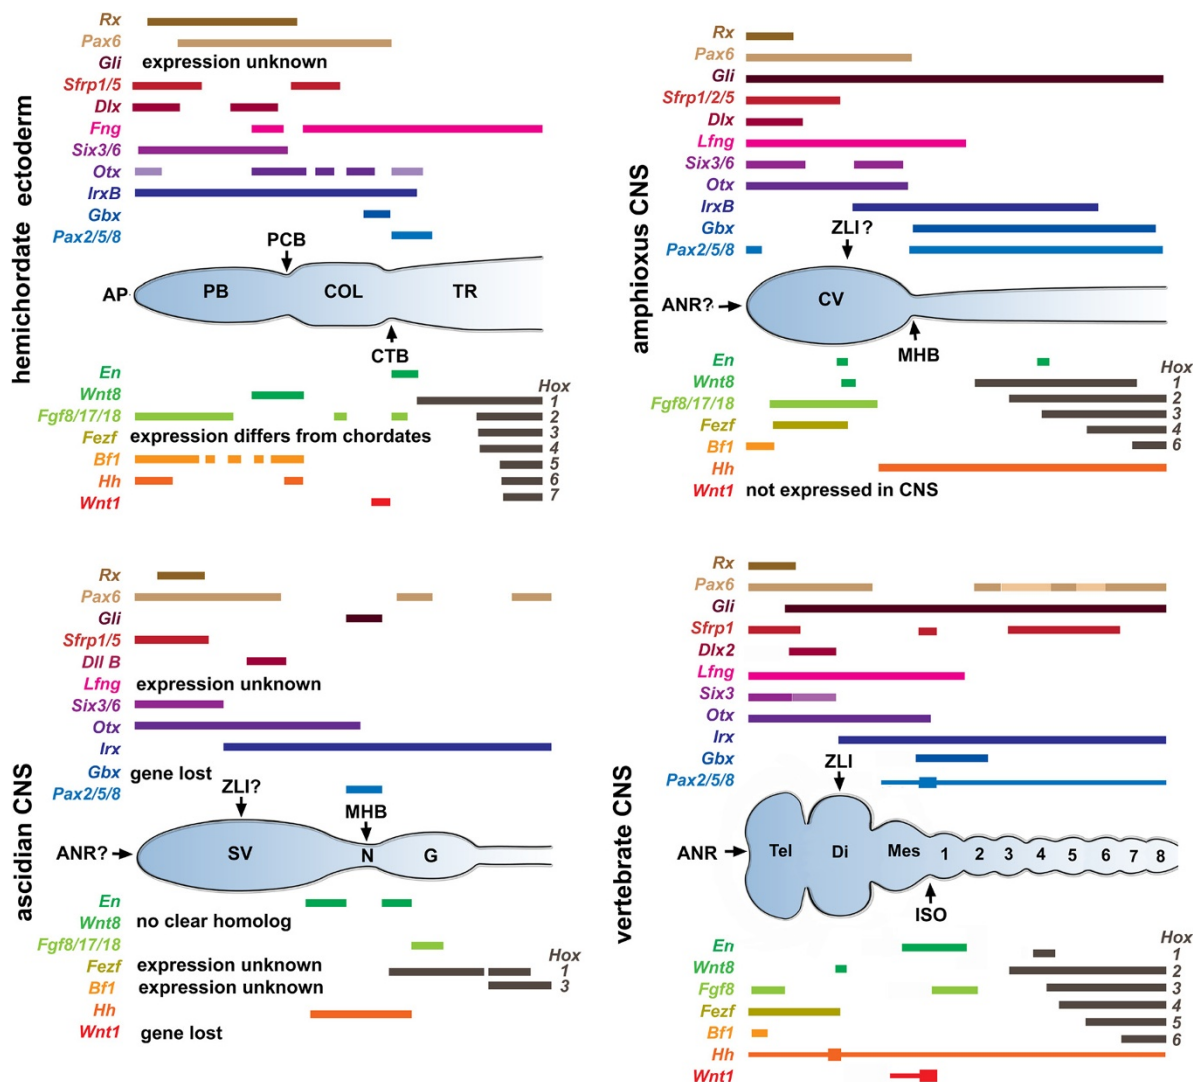 hemichordate ectoderm
Rx
Pax6
Gli expression unknown
Sfrp1/5
Dlx
Fng
Six3/6
Otx
IrxB
Gbx
Pax2/5/8
PCB
AP
PB
COL
TR
CTB
En
Wnt8
Hox
1
Fgf8/17/18
2
Fezf expression differs from chordates
3
4
Bf1
5
Hh
6
Wnt1
7
amphioxus CNS
Rx
Pax6
Gli
Sfrp1/2/5
Dlx
Lfng
Six3/6
Otx
IrxB
Gbx
ZLI?
Pax2/5/8
ANR?
CV
MHB
En
Hox
Wnt8
1
2
Fgf8/17/18
3
Fezf
4
Bf1
6
Hh
Wnt1 not expressed in CNS
ascidian CNS
Rx
Pax6
Gli
Sfrp1/5
Dll B
Lfng expression unknown
Six3/6
Otx
Irx
Gbx gene lost
Pax2/5/8
ZLI?
MHB
ANR?
SV
N
G
En
Wnt8 no clear homolog
Fgf8/17/18
Hox
Fezf expression unknown
1
Bf1 expression unknown
3
Hh
Wnt1 gene lost
vertebrate CNS
Rx
Pax6
Gli
Sfrp1
Dlx2
Lfng
Six3
Otx
Irx
Gbx
ZLI
Pax2/5/8
ANR
Tel
Di
Mes
1 2 3 4 5 6 7 8
ISO
En
Hox
1
Wnt8
2
Fgf8
3
Fezf
4
5
Bf1
6
Hh
Wnt1